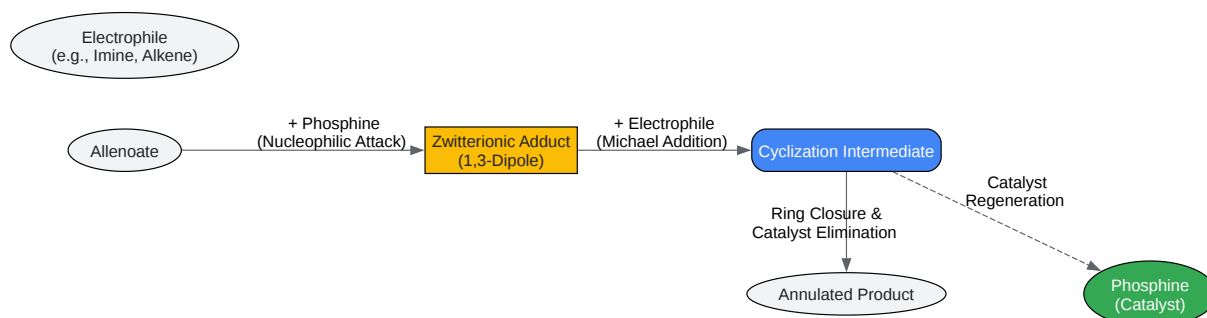 Electrophile
(e.g., Imine, Alkene)
Allenoate
+ Phosphine
(Nucleophilic Attack)
Zwitterionic Adduct
(1,3-Dipole)
+ Electrophile
(Michael Addition)
Cyclization Intermediate
Ring Closure &
Catalyst Elimination
Catalyst
Regeneration
Annulated Product
Phosphine
(Catalyst)